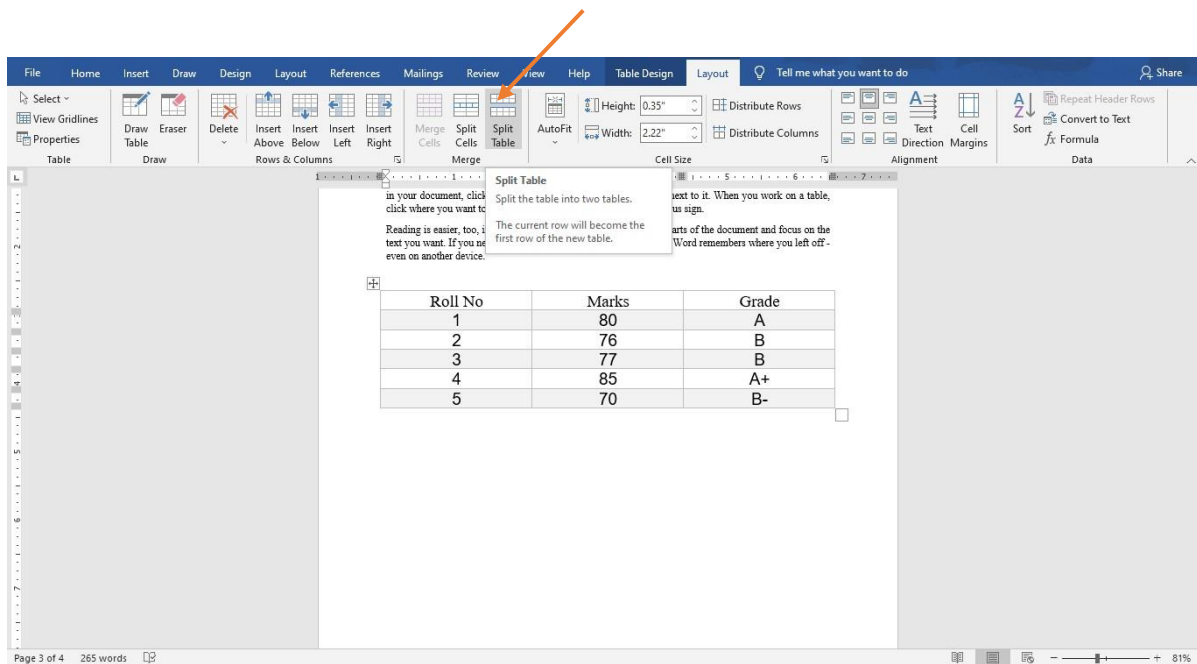 File Home Insert Draw Design Layout References Mailings Review View Help Table Design Layout Tell me what you want to do Share
Select
View Gridlines
Properties
Table
Draw Table
Eraser
Draw
Delete
Insert Above
Insert Below
Insert Left
Insert Right
Rows & Columns
Merge Cells
Split Cells
Split Table
Merge
AutoFit
Height: 0.35"
Width: 2.22"
Distribute Rows
Distribute Columns
Cell Size
Text Direction
Cell Margins
Alignment
Sort
Repeat Header Rows
Convert to Text
fx Formula
Data
1 1 5 6 7
Split Table
Split the table into two tables.
The current row will become the
first row of the new table.
in your document, click next to it. When you work on a table,
click where you want to us sign.
Reading is easier, too, i arts of the document and focus on the
text you want. If you ne Word remembers where you left off -
even on another device.
Roll No Marks Grade
1 80 A
2 76 B
3 77 B
4 85 A+
5 70 B-
Page 3 of 4 265 words 81%